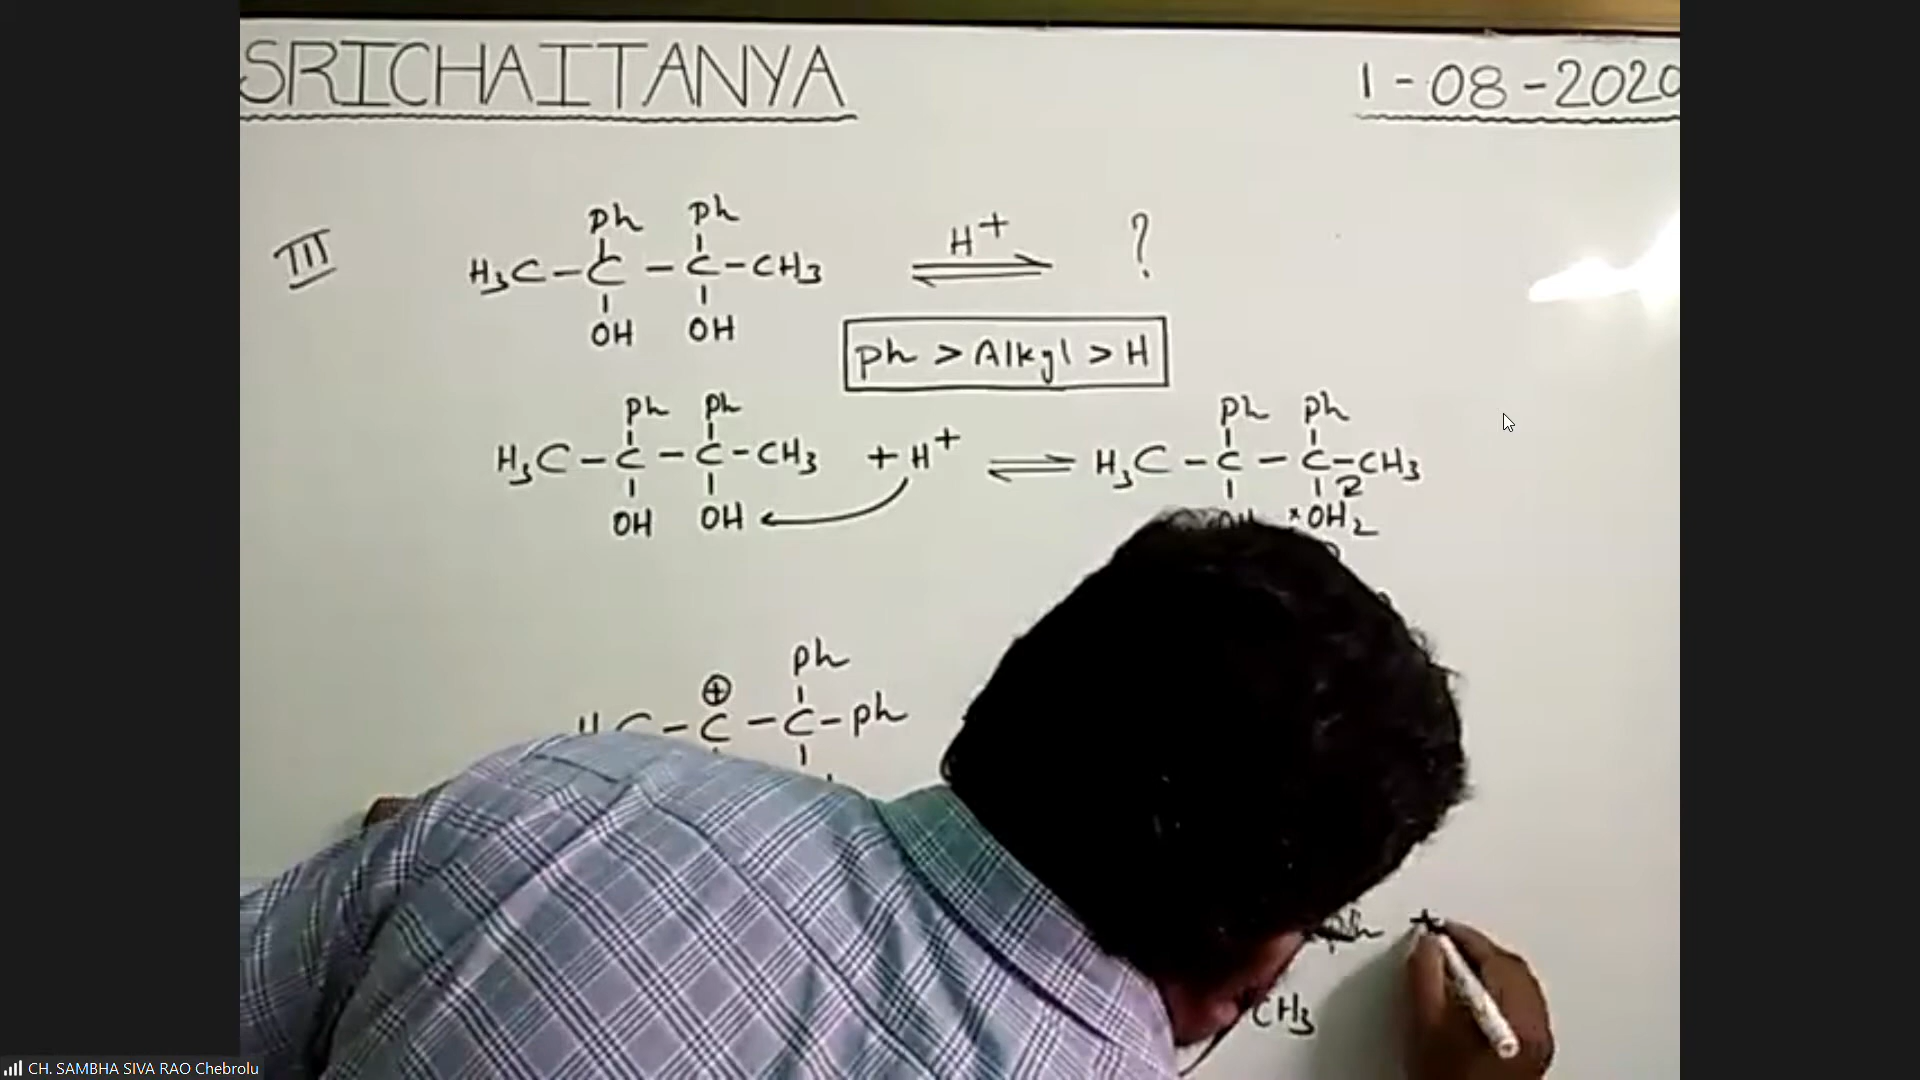 SRICHAITANYA
1-08-2020
III
Ph Ph
H3C-C-C-CH3 H+ ?
OH OH
Ph > Alkyl > H
Ph Ph Ph Ph
H3C-C-C-CH3 + H+ H3C-C-C-CH3
OH OH OH2
Ph
⊕
C-C-Ph
Ph +
CH3
CH. SAMBHA SIVA RAO Chebrolu